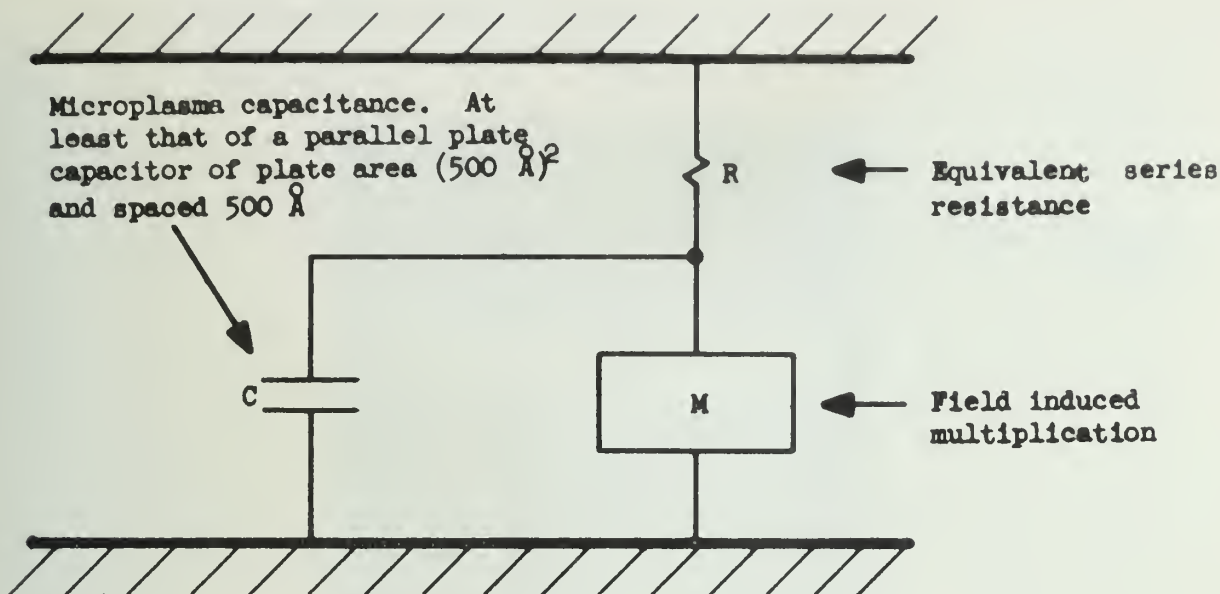 Microplasma capacitance. At
least that of a parallel plate
capacitor of plate area (500 Å)²
and spaced 500 Å
R
Equivalent series
resistance
C
M
Field induced
multiplication